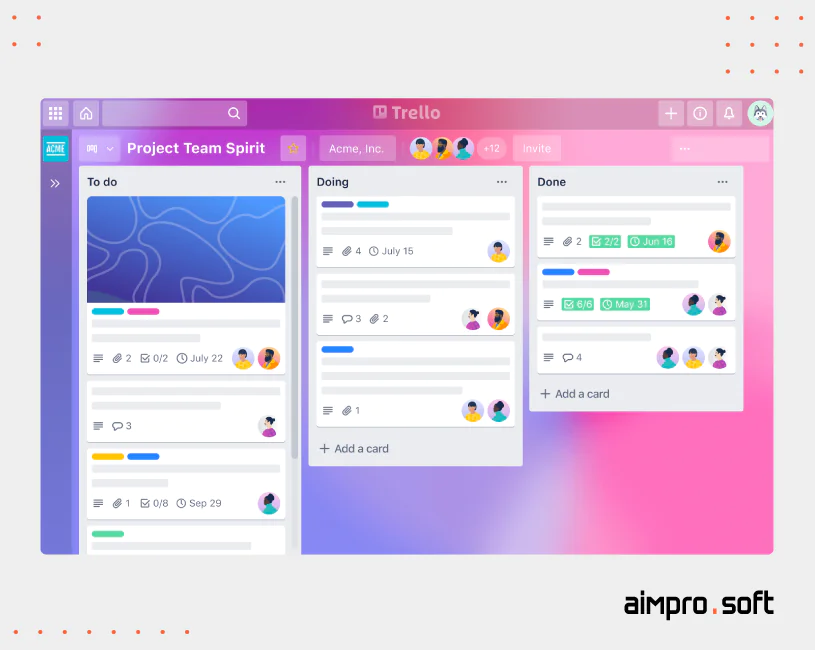 Trello
ACME
Project Team Spirit
Acme, Inc.
+12
Invite
To do
2
0/2
July 22
3
1
0/8
Sep 29
Doing
4
July 15
3
2
1
+ Add a card
Done
2
2/2
Jun 16
6/6
May 31
4
+ Add a card
aimpro.soft